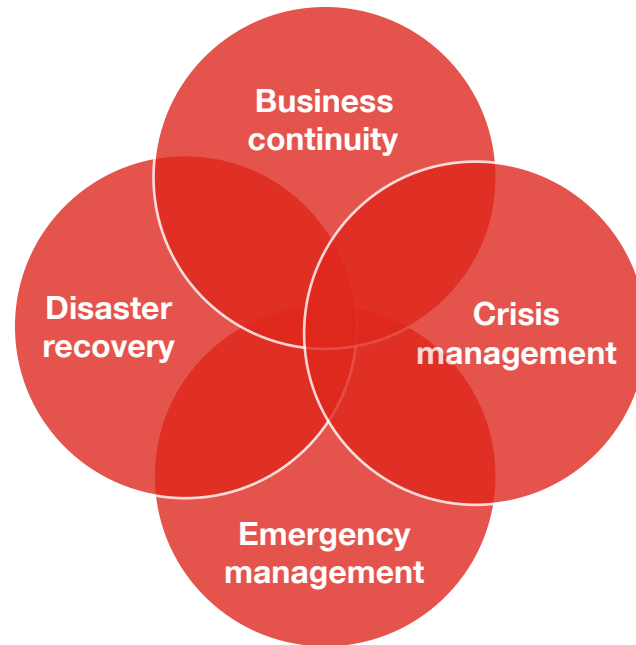 Business
continuity
Disaster
recovery
Crisis
management
Emergency
management